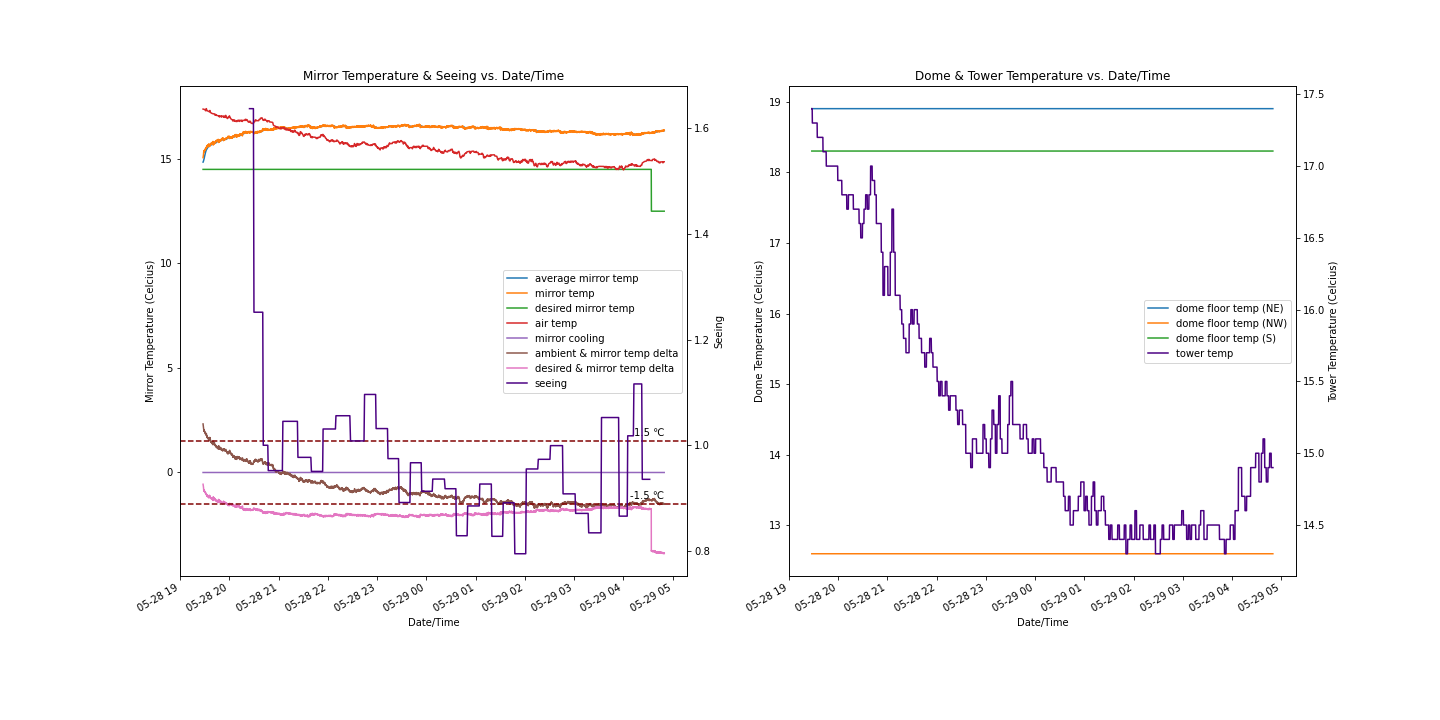 Mirror Temperature & Seeing vs. Date/Time
Mirror Temperature (Celcius)
15
10
5
0
1.6
1.4
1.2
1.0
0.8
Seeing
average mirror temp
mirror temp
desired mirror temp
air temp
mirror cooling
ambient & mirror temp delta
desired & mirror temp delta
seeing
1.5 °C
-1.5 °C
05-28 19
05-28 20
05-28 21
05-28 22
05-28 23
05-29 00
05-29 01
05-29 02
05-29 03
05-29 04
05-29 05
Date/Time
Dome & Tower Temperature vs. Date/Time
Dome Temperature (Celcius)
19
18
17
16
15
14
13
17.5
17.0
16.5
16.0
15.5
15.0
14.5
Tower Temperature (Celcius)
dome floor temp (NE)
dome floor temp (NW)
dome floor temp (S)
tower temp
05-28 19
05-28 20
05-28 21
05-28 22
05-28 23
05-29 00
05-29 01
05-29 02
05-29 03
05-29 04
05-29 05
Date/Time